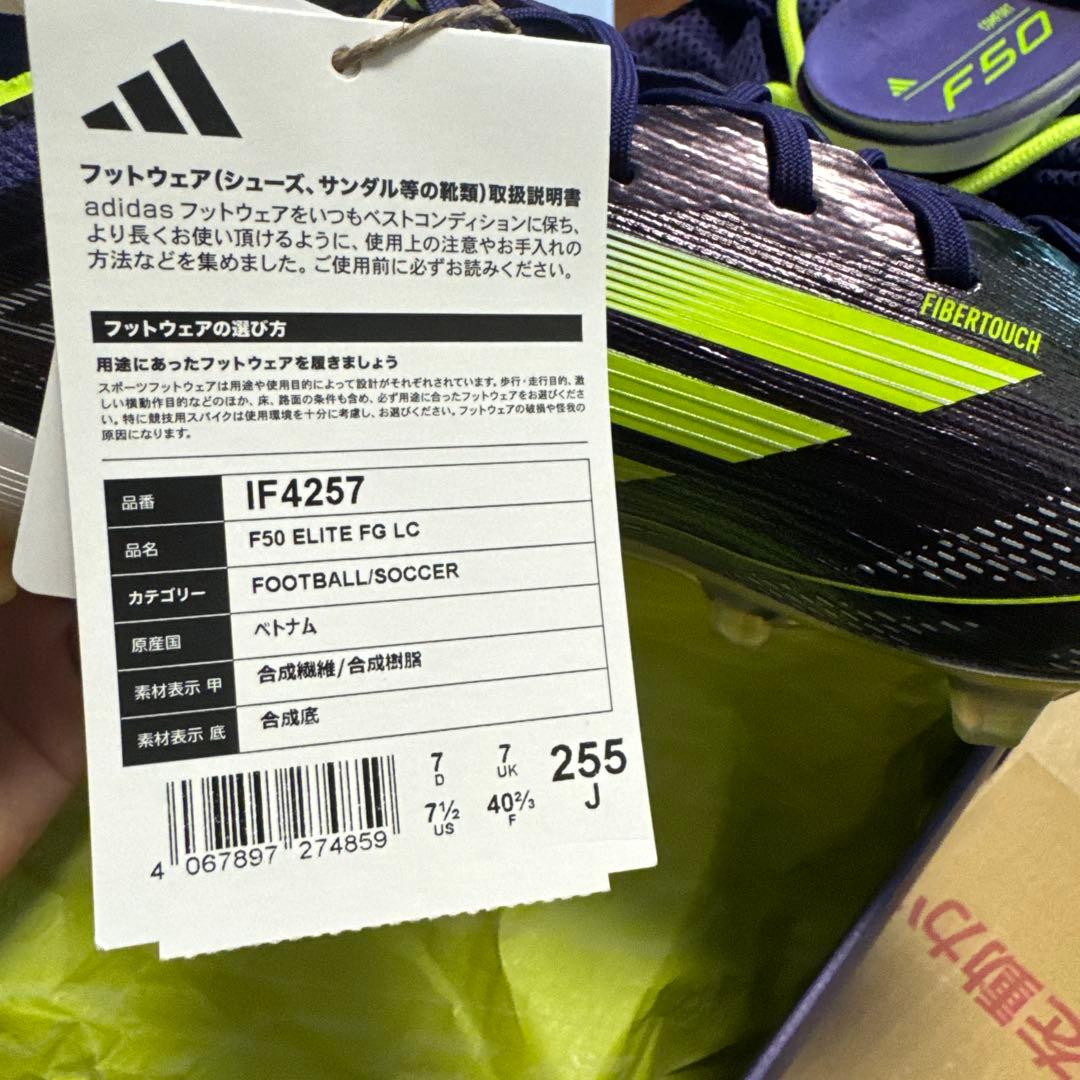 フットウェア(シューズ、サンダル等の靴類)取扱説明書
adidas フットウェアをいつもベストコンディションに保ち、
より長くお使い頂けるように、使用上の注意やお手入れの
方法などを集めました。ご使用前に必ずお読みください。
フットウェアの選び方
用途にあったフットウェアを履きましょう
スポーツフットウェアは用途や使用目的によって設計がそれぞれされています。歩行・走行目的、激
しい横動作目的などのほか、床、路面の条件も含め、必ず用途に合ったフットウェアをお選びくださ
い。特に競技用スパイクは使用環境を十分に考慮し、お選びください。フットウェアの破損や怪我の
原因になります。
品番 IF4257
品名 F50 ELITE FG LC
カテゴリー FOOTBALL/SOCCER
原産国 ベトナム
素材表示 甲 合成繊維/合成樹脂
素材表示 底 合成底
7 D 7 UK 255 J
7½ US 40⅔ F
4 067897 274859
COMFORT
F50
FIBERTOUCH
を動か